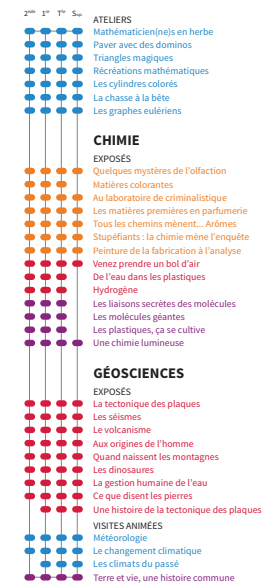 2nde 1re Tle Sup.
ATELIERS
Mathématicien(ne)s en herbe
Paver avec des dominos
Triangles magiques
Récréations mathématiques
Les cylindres colorés
La chasse à la bête
Les graphes eulériens
CHIMIE
EXPOSÉS
Quelques mystères de l'olfaction
Matières colorantes
Au laboratoire de criminalistique
Les matières premières en parfumerie
Tous les chemins mènent... Arômes
Stupéfiants : la chimie mène l'enquête
Peinture de la fabrication à l'analyse
Venez prendre un bol d'air
De l'eau dans les plastiques
Hydrogène
Les liaisons secrètes des molécules
Les molécules géantes
Les plastiques, ça se cultive
Une chimie lumineuse
GÉOSCIENCES
EXPOSÉS
La tectonique des plaques
Les séismes
Le volcanisme
Aux origines de l'homme
Quand naissent les montagnes
Les dinosaures
La gestion humaine de l'eau
Ce que disent les pierres
Une histoire de la tectonique des plaques
VISITES ANIMÉES
Météorologie
Le changement climatique
Les climats du passé
Terre et vie, une histoire commune